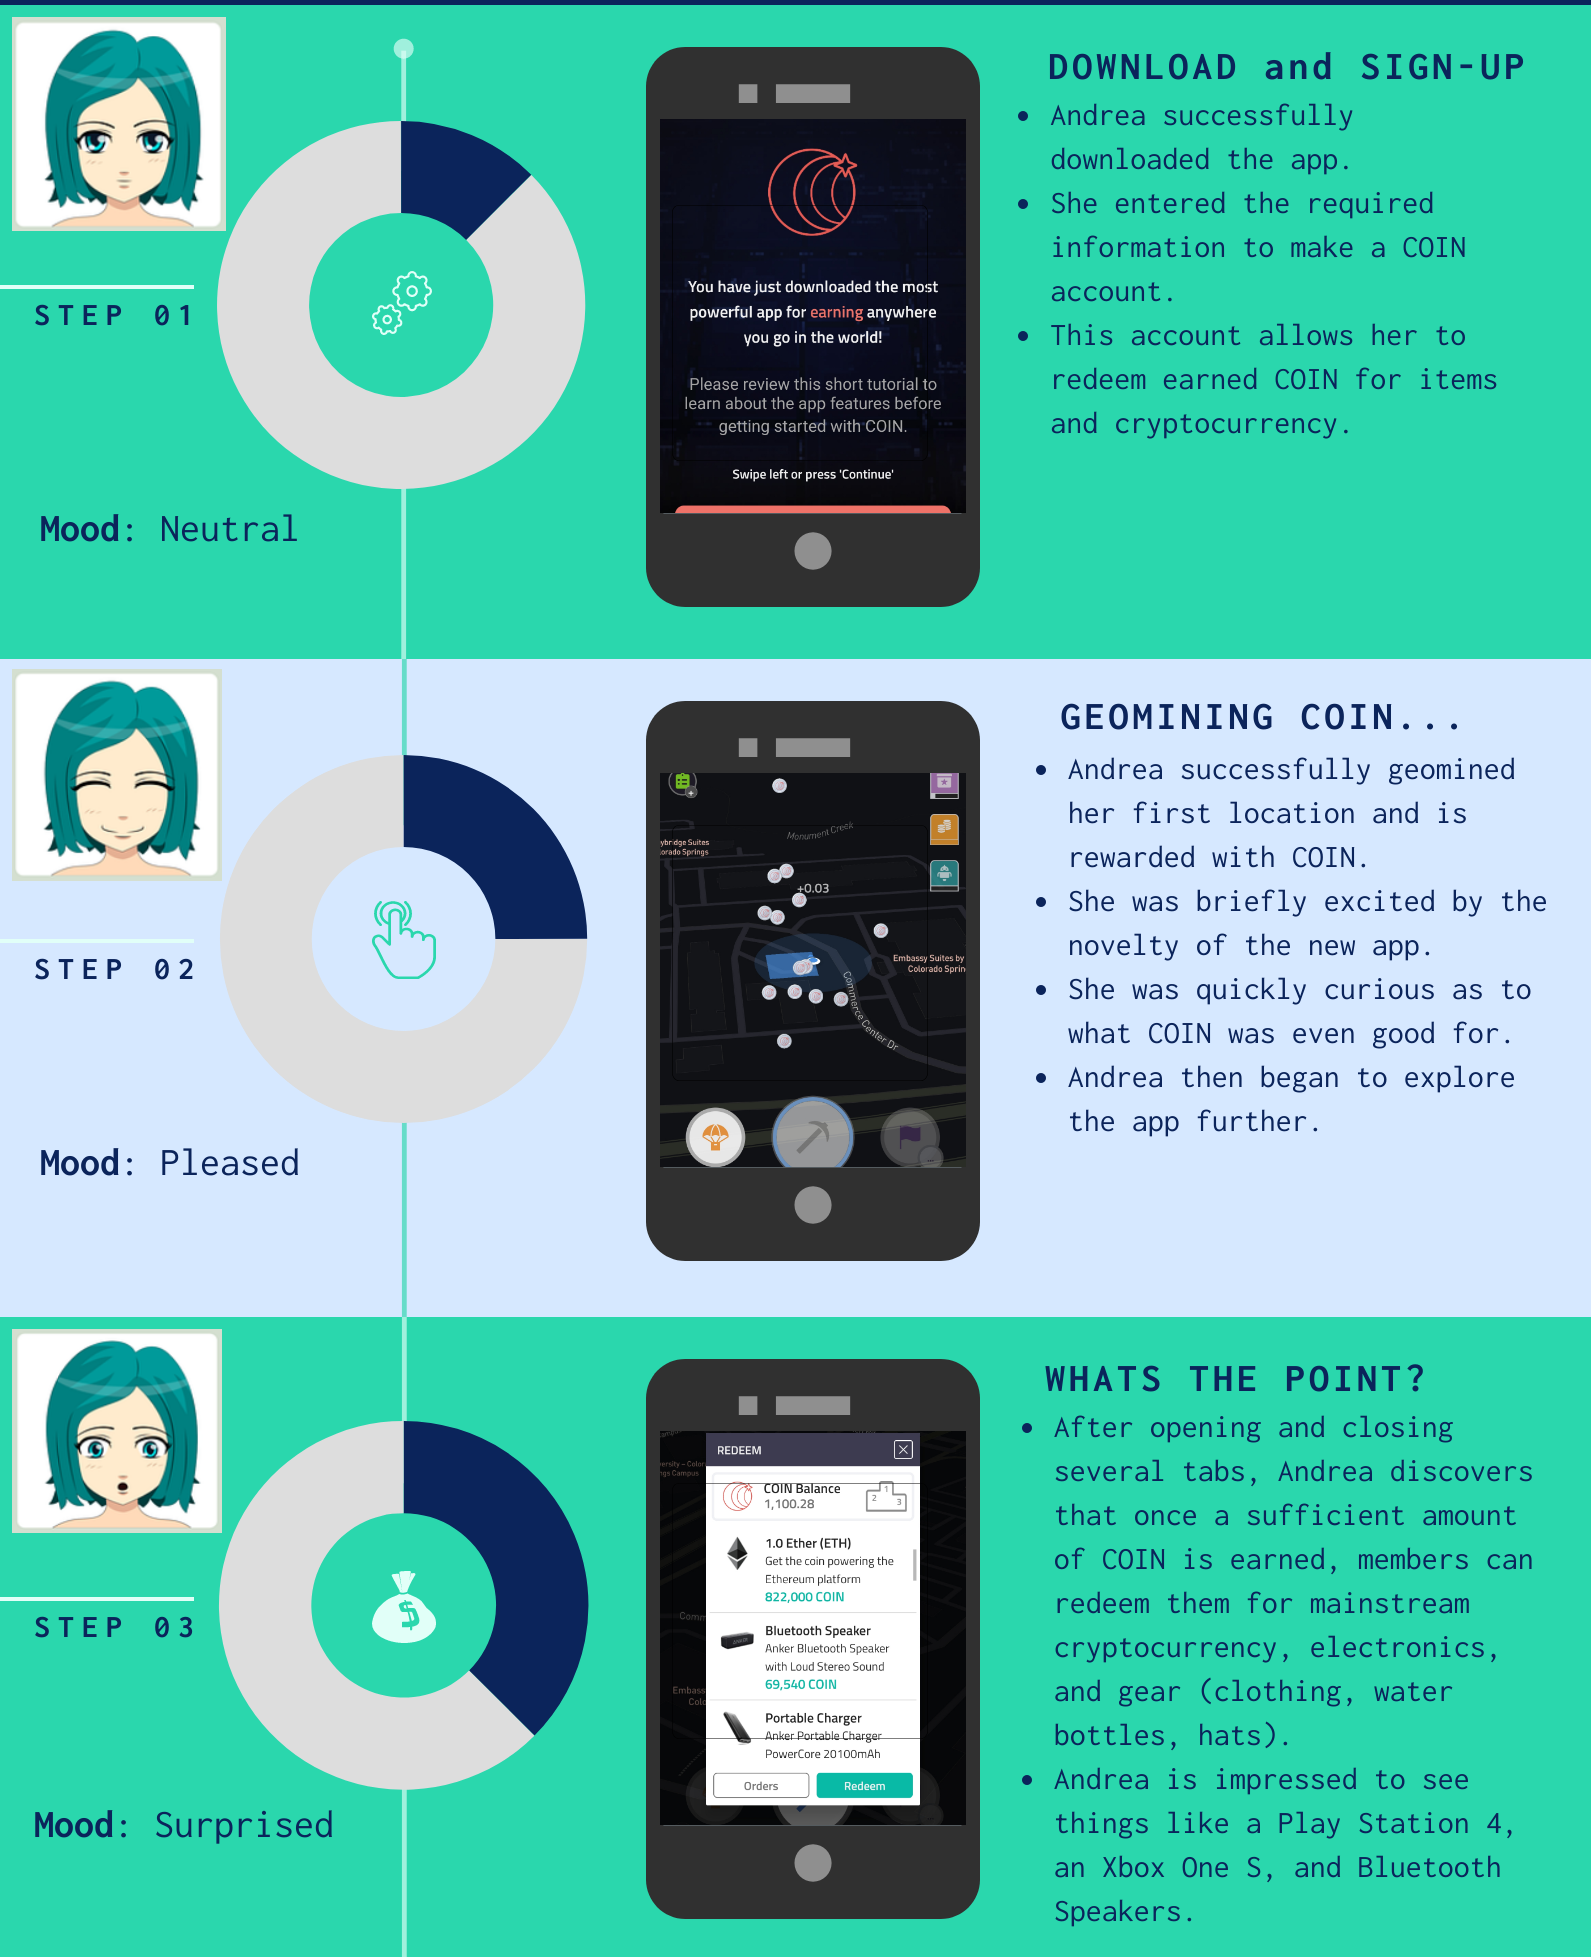 DOWNLOAD and SIGN-UP
Andrea successfully
downloaded the app.
She entered the required
information to make a COIN
account.
This account allows her to
redeem earned COIN for items
and cryptocurrency.
STEP 01
Mood: Neutral
You have just downloaded the most
powerful app for earning anywhere
you go in the world!
Please review this short tutorial to
learn about the app features before
getting started with COIN.
Swipe left or press 'Continue'
GEOMINING COIN...
Andrea successfully geomined
her first location and is
rewarded with COIN.
She was briefly excited by the
novelty of the new app.
She was quickly curious as to
what COIN was even good for.
Andrea then began to explore
the app further.
STEP 02
Mood: Pleased
Monument Creek
ybridge Suites
orado Springs
+0.03
Embassy Suites by
Colorado Sprin
Commerce Center Dr
WHATS THE POINT?
After opening and closing
several tabs, Andrea discovers
that once a sufficient amount
of COIN is earned, members can
redeem them for mainstream
cryptocurrency, electronics,
and gear (clothing, water
bottles, hats).
Andrea is impressed to see
things like a Play Station 4,
an Xbox One S, and Bluetooth
Speakers.
STEP 03
Mood: Surprised
$
REDEEM
COIN Balance
1,100.28
1
2
3
1.0 Ether (ETH)
Get the coin powering the
Ethereum platform
822,000 COIN
Bluetooth Speaker
Anker Bluetooth Speaker
with Loud Stereo Sound
69,540 COIN
Portable Charger
Anker Portable Charger
PowerCore 20100mAh
Orders
Redeem
ersity – Color
gs Campus
Comm
Embass
Colo